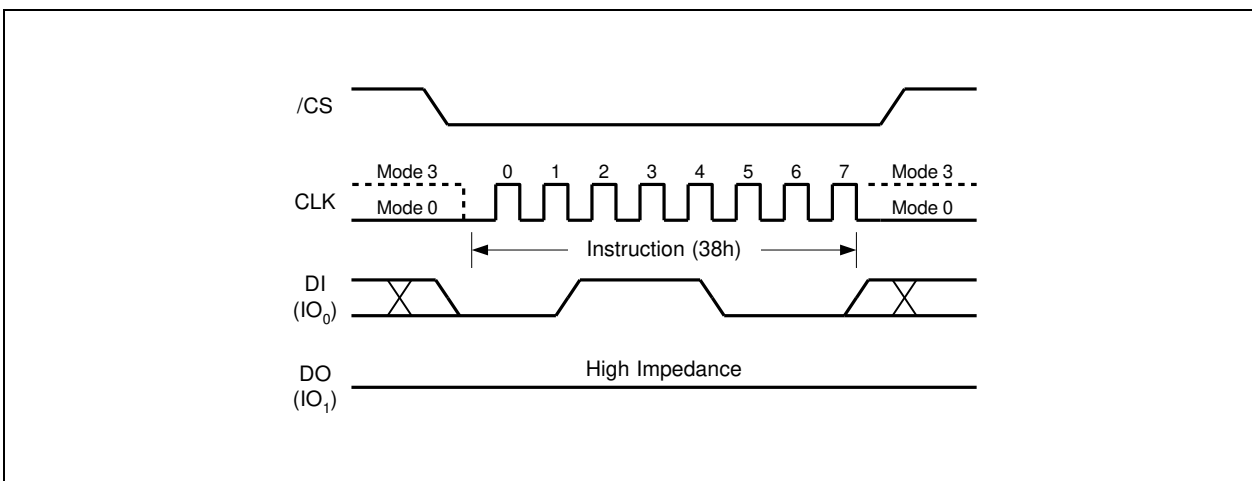 /CS
Mode 3 0 1 2 3 4 5 6 7 Mode 3
CLK Mode 0 Mode 0
Instruction (38h)
DI
(IO0)
High Impedance
DO
(IO1)